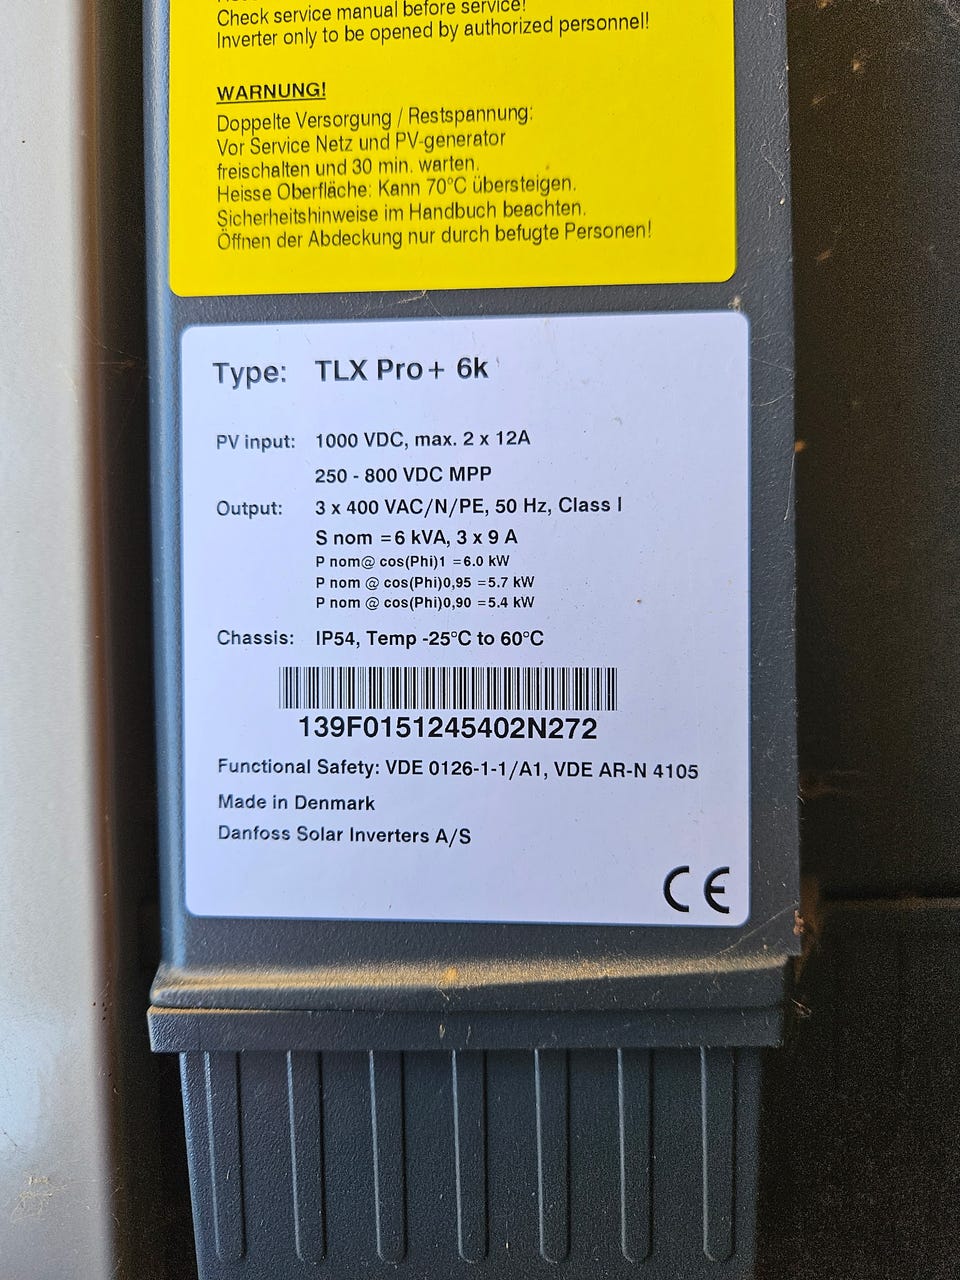 Check service manual before service!
Inverter only to be opened by authorized personnel!
WARNUNG!
Doppelte Versorgung / Restspannung:
Vor Service Netz und PV-generator
freischalten und 30 min. warten.
Heisse Oberfläche: Kann 70°C übersteigen.
Sicherheitshinweise im Handbuch beachten.
Öffnen der Abdeckung nur durch befugte Personen!
Type: TLX Pro+ 6k
PV input: 1000 VDC, max. 2 x 12A
250 - 800 VDC MPP
Output: 3 x 400 VAC/N/PE, 50 Hz, Class I
S nom =6 kVA, 3 x 9 A
P nom@ cos(Phi)1 =6.0 kW
P nom @ cos(Phi)0,95 =5.7 kW
P nom @ cos(Phi)0,90 =5.4 kW
Chassis: IP54, Temp -25°C to 60°C
139F0151245402N272
Functional Safety: VDE 0126-1-1/A1, VDE AR-N 4105
Made in Denmark
Danfoss Solar Inverters A/S
CE